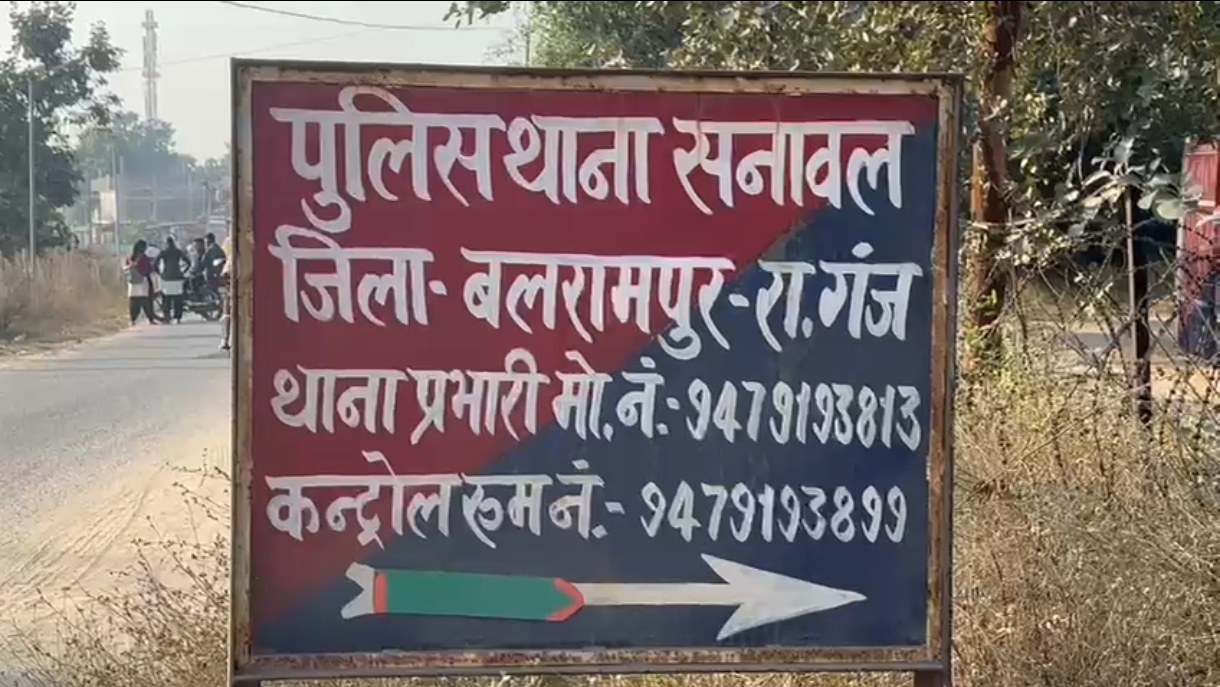 पुलिस थाना सनावल
जिला- बलरामपुर-रा.गंज
थाना प्रभारी मो.नं.:- 9479193813
कन्ट्रोल रूम नं.:- 9479193899